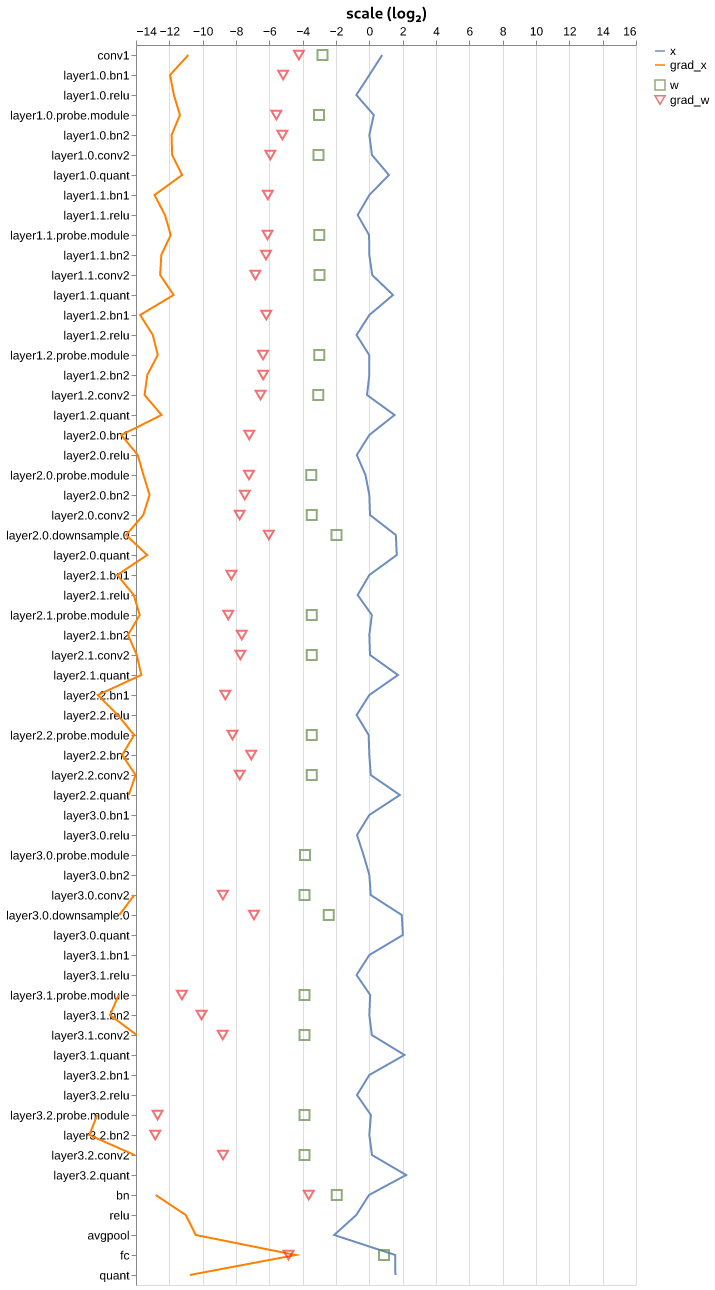 scale (log₂)
−14 −12 −10 −8 −6 −4 −2 0 2 4 6 8 10 12 14 16
x
grad_x
w
grad_w
conv1
layer1.0.bn1
layer1.0.relu
layer1.0.probe.module
layer1.0.bn2
layer1.0.conv2
layer1.0.quant
layer1.1.bn1
layer1.1.relu
layer1.1.probe.module
layer1.1.bn2
layer1.1.conv2
layer1.1.quant
layer1.2.bn1
layer1.2.relu
layer1.2.probe.module
layer1.2.bn2
layer1.2.conv2
layer1.2.quant
layer2.0.bn1
layer2.0.relu
layer2.0.probe.module
layer2.0.bn2
layer2.0.conv2
layer2.0.downsample.0
layer2.0.quant
layer2.1.bn1
layer2.1.relu
layer2.1.probe.module
layer2.1.bn2
layer2.1.conv2
layer2.1.quant
layer2.2.bn1
layer2.2.relu
layer2.2.probe.module
layer2.2.bn2
layer2.2.conv2
layer2.2.quant
layer3.0.bn1
layer3.0.relu
layer3.0.probe.module
layer3.0.bn2
layer3.0.conv2
layer3.0.downsample.0
layer3.0.quant
layer3.1.bn1
layer3.1.relu
layer3.1.probe.module
layer3.1.bn2
layer3.1.conv2
layer3.1.quant
layer3.2.bn1
layer3.2.relu
layer3.2.probe.module
layer3.2.bn2
layer3.2.conv2
layer3.2.quant
bn
relu
avgpool
fc
quant